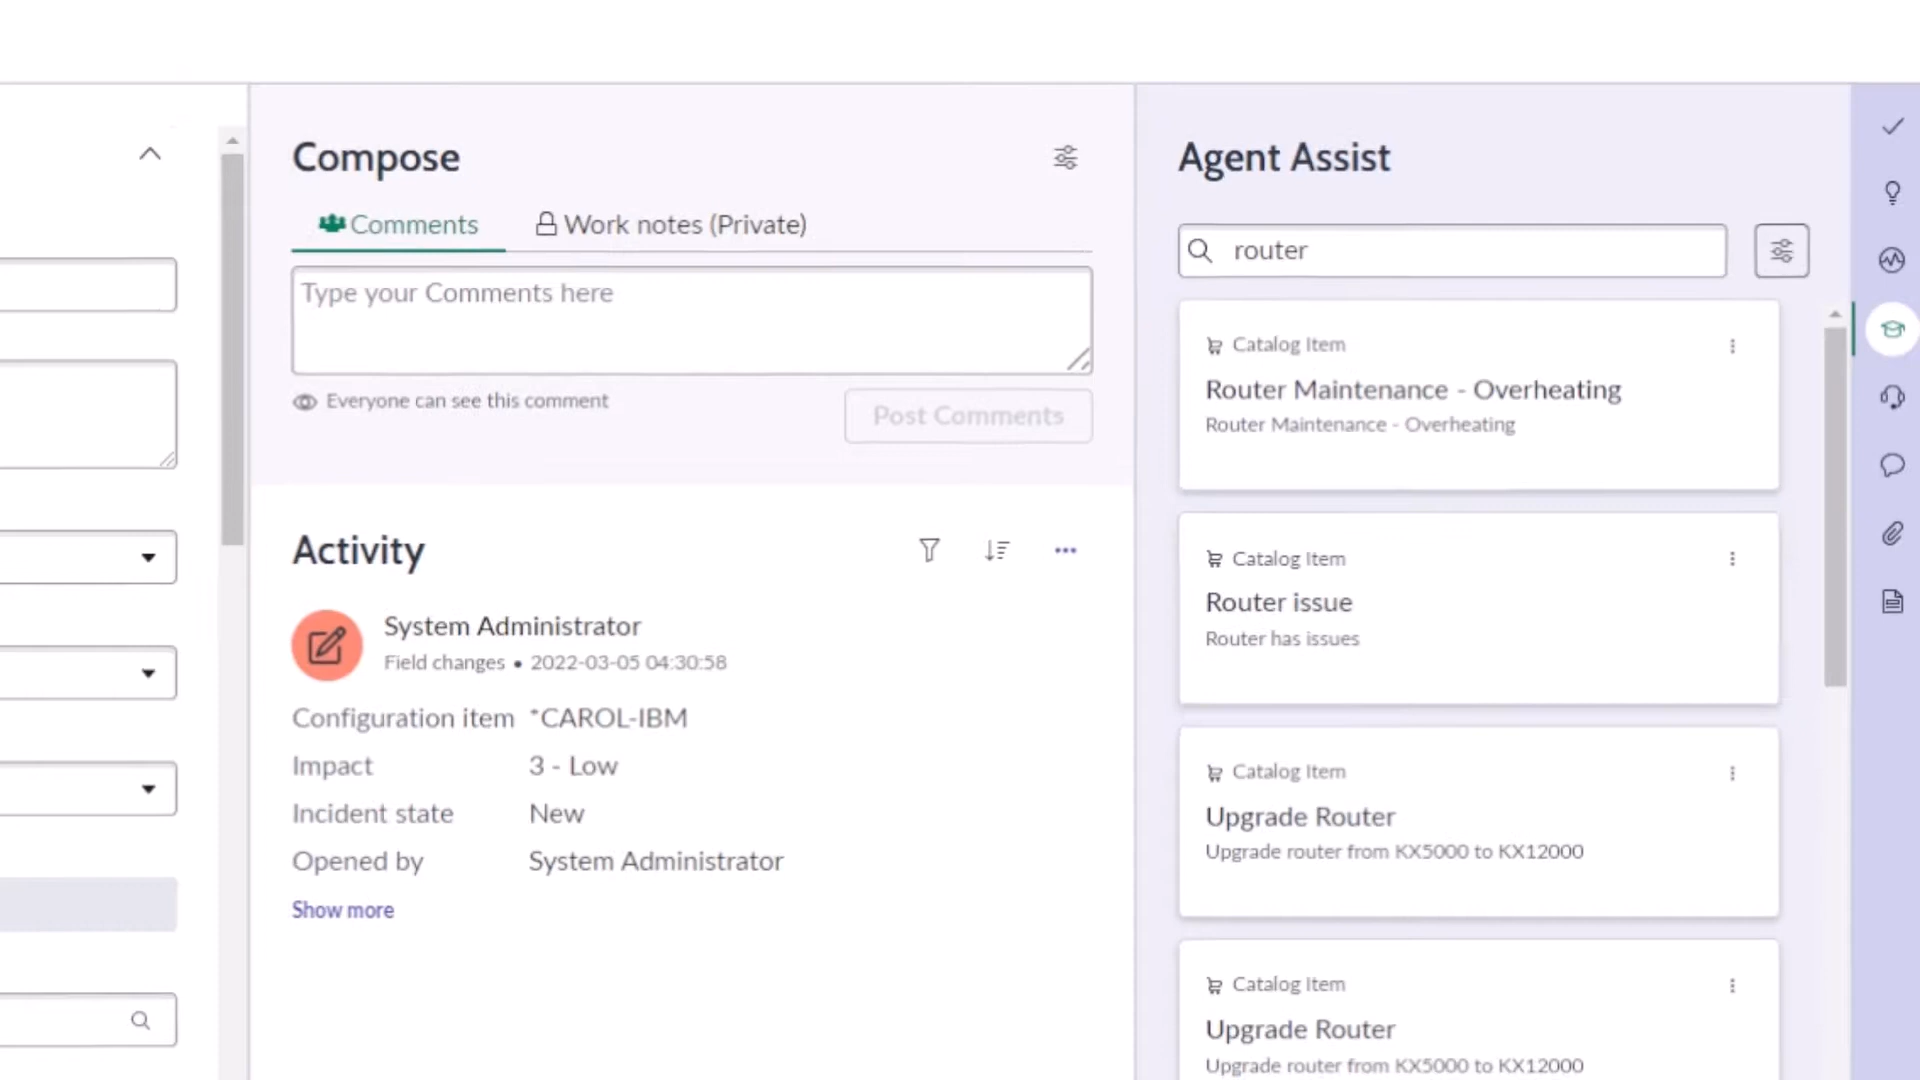 Compose
Comments
Work notes (Private)
Type your Comments here
Everyone can see this comment
Post Comments
Activity
System Administrator
Field changes • 2022-03-05 04:30:58
Configuration item *CAROL-IBM
Impact 3 - Low
Incident state New
Opened by System Administrator
Show more
Agent Assist
router
Catalog Item
Router Maintenance - Overheating
Router Maintenance - Overheating
Catalog Item
Router issue
Router has issues
Catalog Item
Upgrade Router
Upgrade router from KX5000 to KX12000
Catalog Item
Upgrade Router
Upgrade router from KX5000 to KX12000